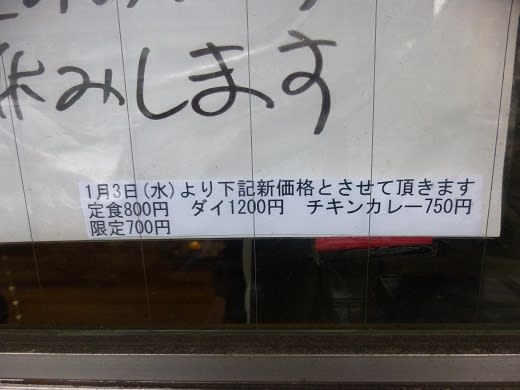 休みします
1月3日(水)より下記新価格とさせて頂きます
定食800円　ダイ1200円　チキンカレー750円
限定700円